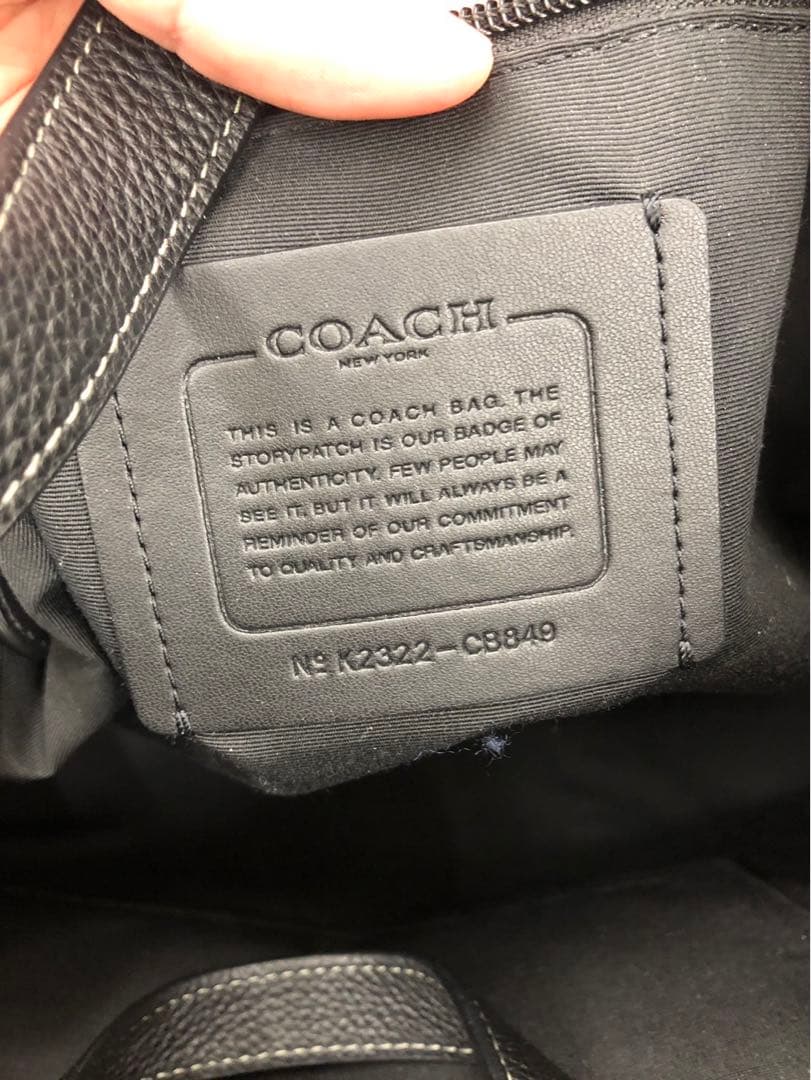 COACH
NEW YORK
THIS IS A COACH BAG. THE
STORYPATCH IS OUR BADGE OF
AUTHENTICITY. FEW PEOPLE MAY
SEE IT, BUT IT WILL ALWAYS BE A
REMINDER OF OUR COMMITMENT
TO QUALITY AND CRAFTSMANSHIP.
Nº K2322-CB849